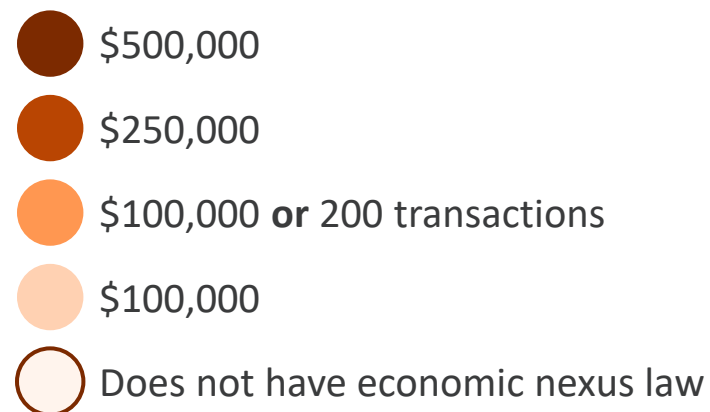 $500,000
$250,000
$100,000 or 200 transactions
$100,000
Does not have economic nexus law